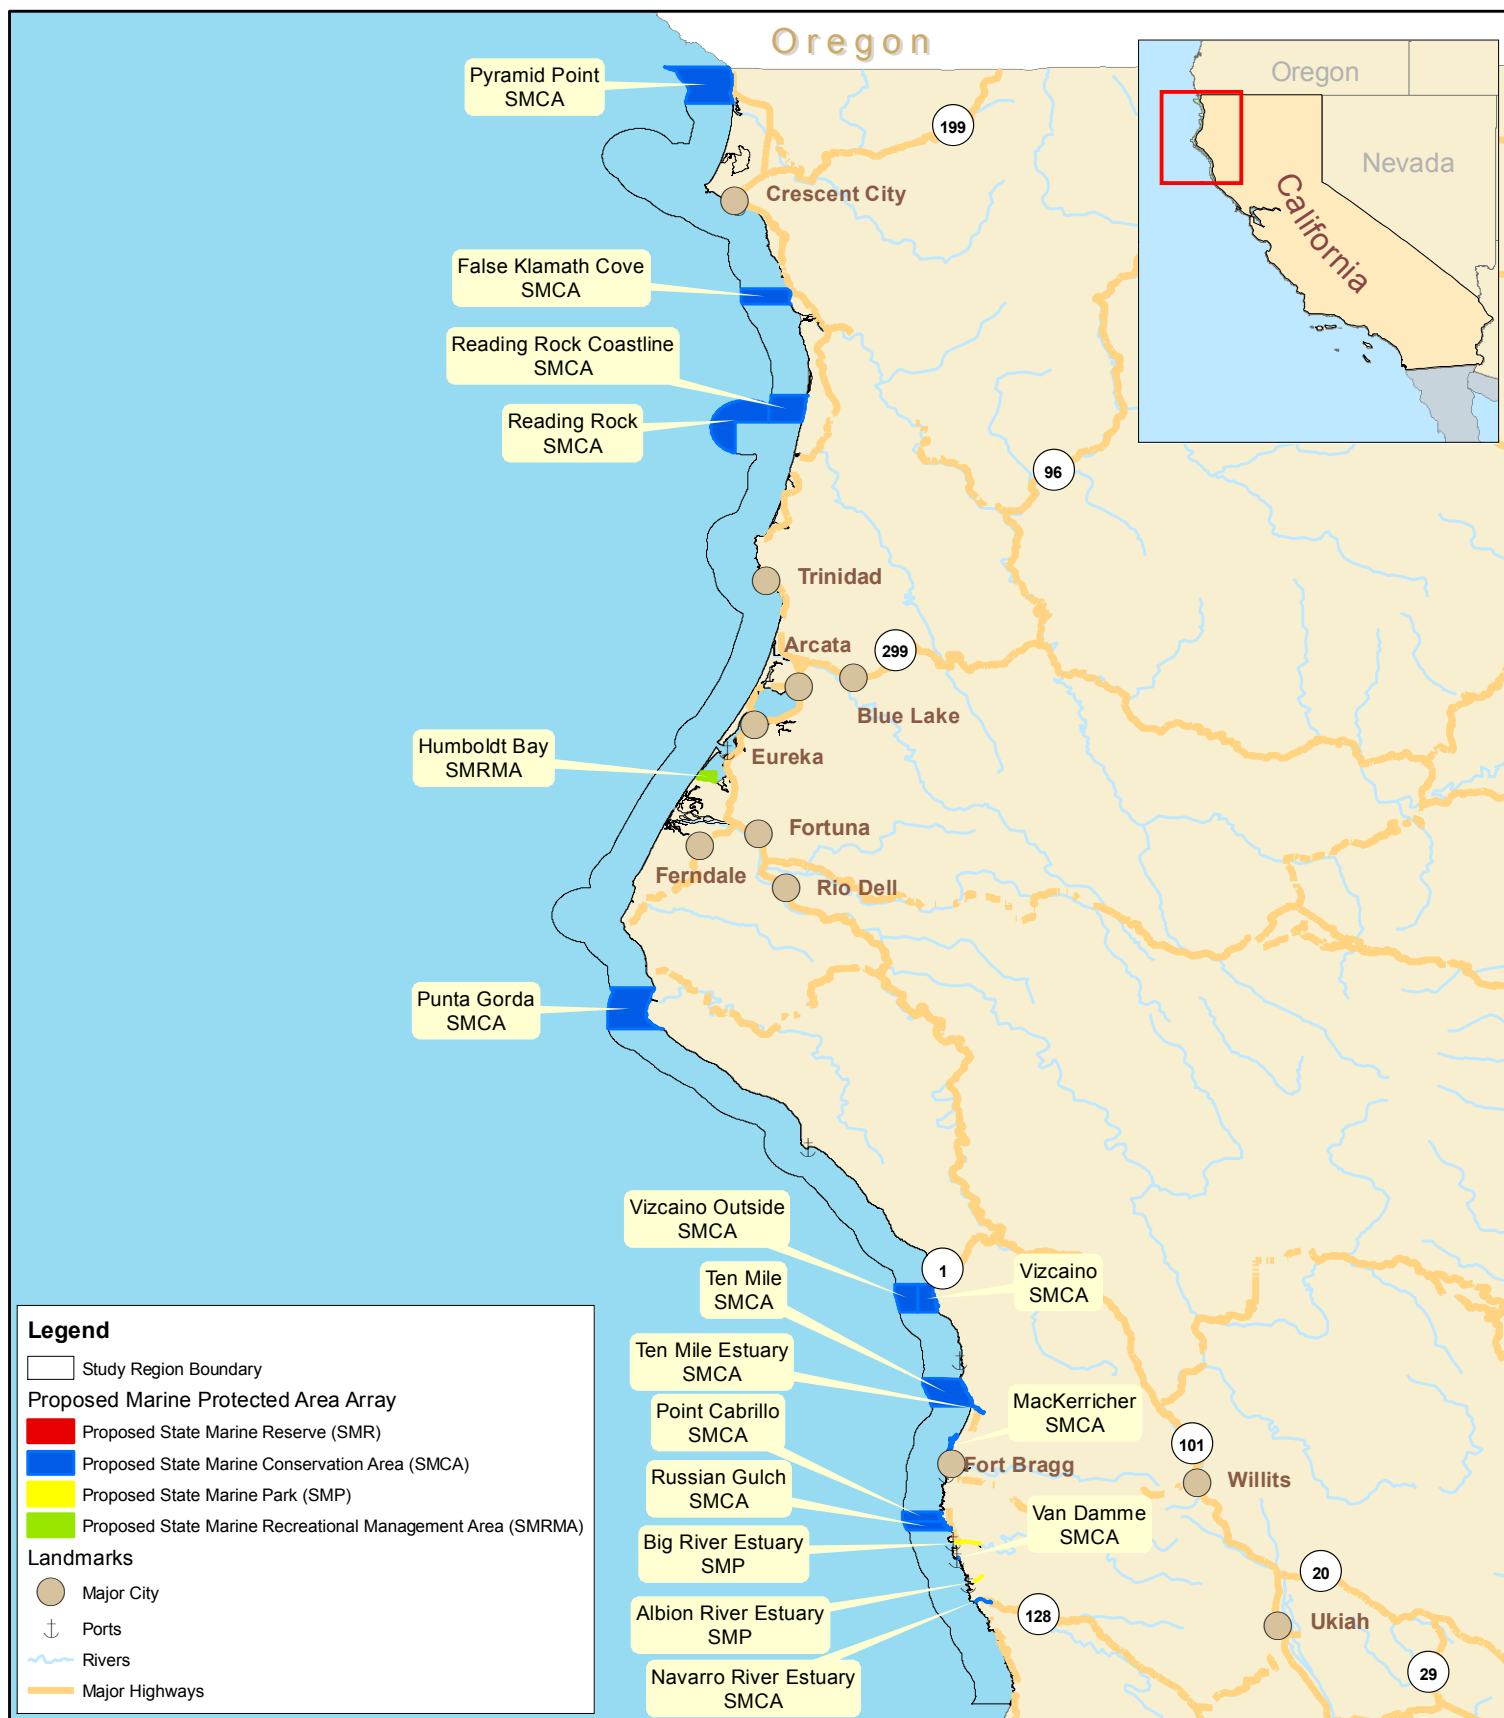 Oregon
Oregon
Nevada
California
Pyramid Point
SMCA
199
Crescent City
False Klamath Cove
SMCA
Reading Rock Coastline
SMCA
Reading Rock
SMCA
96
Trinidad
Arcata
299
Blue Lake
Eureka
Humboldt Bay
SMRMA
Fortuna
Ferndale
Rio Dell
Punta Gorda
SMCA
Vizcaino Outside
SMCA
1
Vizcaino
SMCA
Ten Mile
SMCA
Ten Mile Estuary
SMCA
MacKerricher
SMCA
Point Cabrillo
SMCA
101
Fort Bragg
Willits
Russian Gulch
SMCA
Van Damme
SMCA
Big River Estuary
SMP
20
Albion River Estuary
SMP
128
Ukiah
Navarro River Estuary
SMCA
29
Legend
Study Region Boundary
Proposed Marine Protected Area Array
Proposed State Marine Reserve (SMR)
Proposed State Marine Conservation Area (SMCA)
Proposed State Marine Park (SMP)
Proposed State Marine Recreational Management Area (SMRMA)
Landmarks
Major City
Ports
Rivers
Major Highways